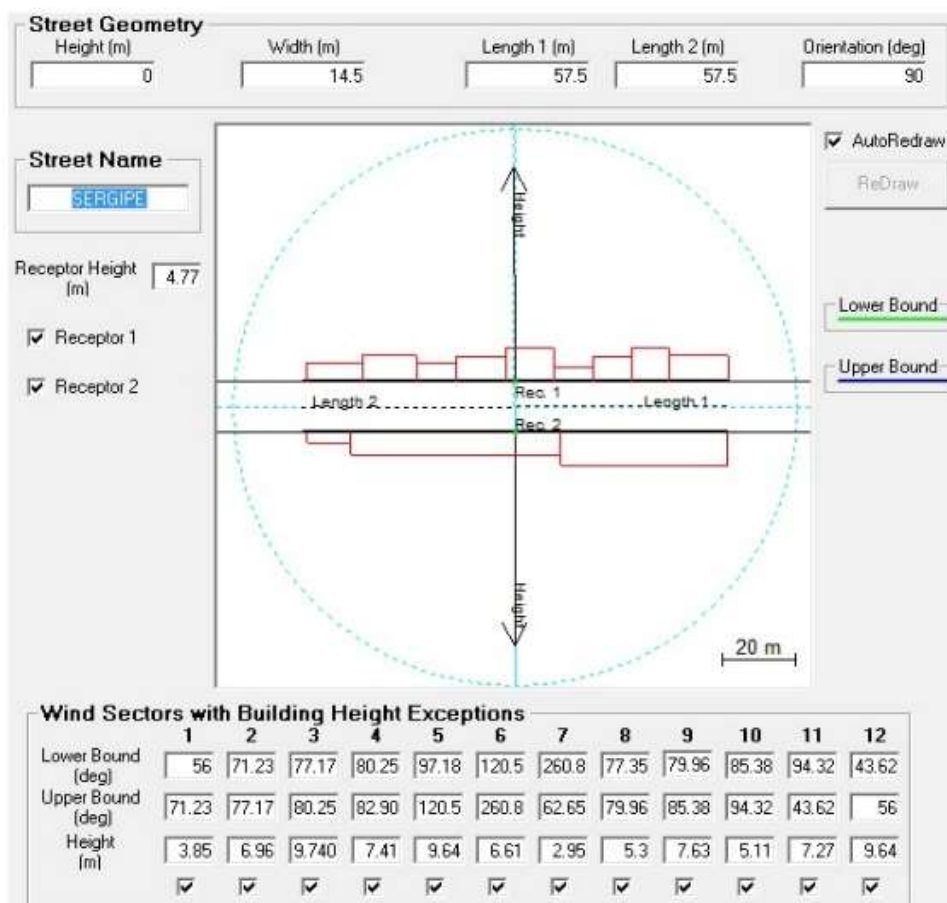 Street Geometry
Height (m) Width (m) Length 1 (m) Length 2 (m) Orientation (deg)
0 14.5 57.5 57.5 90
Street Name
SERGIPE
Receptor Height (m) 4.77
Receptor 1
Receptor 2
Height
Rec. 1
Length 2 Length 1
Rec. 2
Height
20 m
AutoRedraw
ReDraw
Lower Bound
Upper Bound
Wind Sectors with Building Height Exceptions
1 2 3 4 5 6 7 8 9 10 11 12
Lower Bound (deg) 56 71.23 77.17 80.25 97.18 120.5 260.8 77.35 79.96 85.38 94.32 43.62
Upper Bound (deg) 71.23 77.17 80.25 82.90 120.5 260.8 62.65 79.96 85.38 94.32 43.62 56
Height (m) 3.85 6.96 9.740 7.41 9.64 6.61 2.95 5.3 7.63 5.11 7.27 9.64